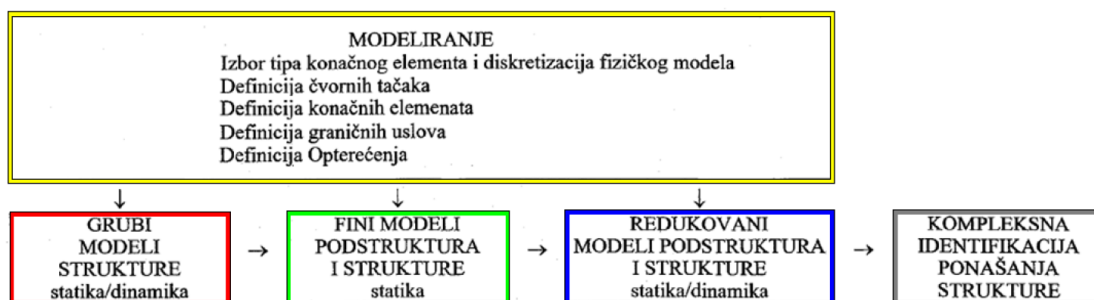 MODELIRANJE
Izbor tipa konačnog elementa i diskretizacija fizičkog modela
Definicija čvornih tačaka
Definicija konačnih elemenata
Definicija graničnih uslova
Definicija Opterećenja
GRUBI
MODELI
STRUKTURE
statika/dinamika
FINI MODELI
PODSTRUKTURA
I STRUKTURE
statika
REDUKOVANI
MODELI PODSTRUKTURA
I STRUKTURE
statika/dinamika
KOMPLEKSNA
IDENTIFIKACIJA
PONAŠANJA
STRUKTURE